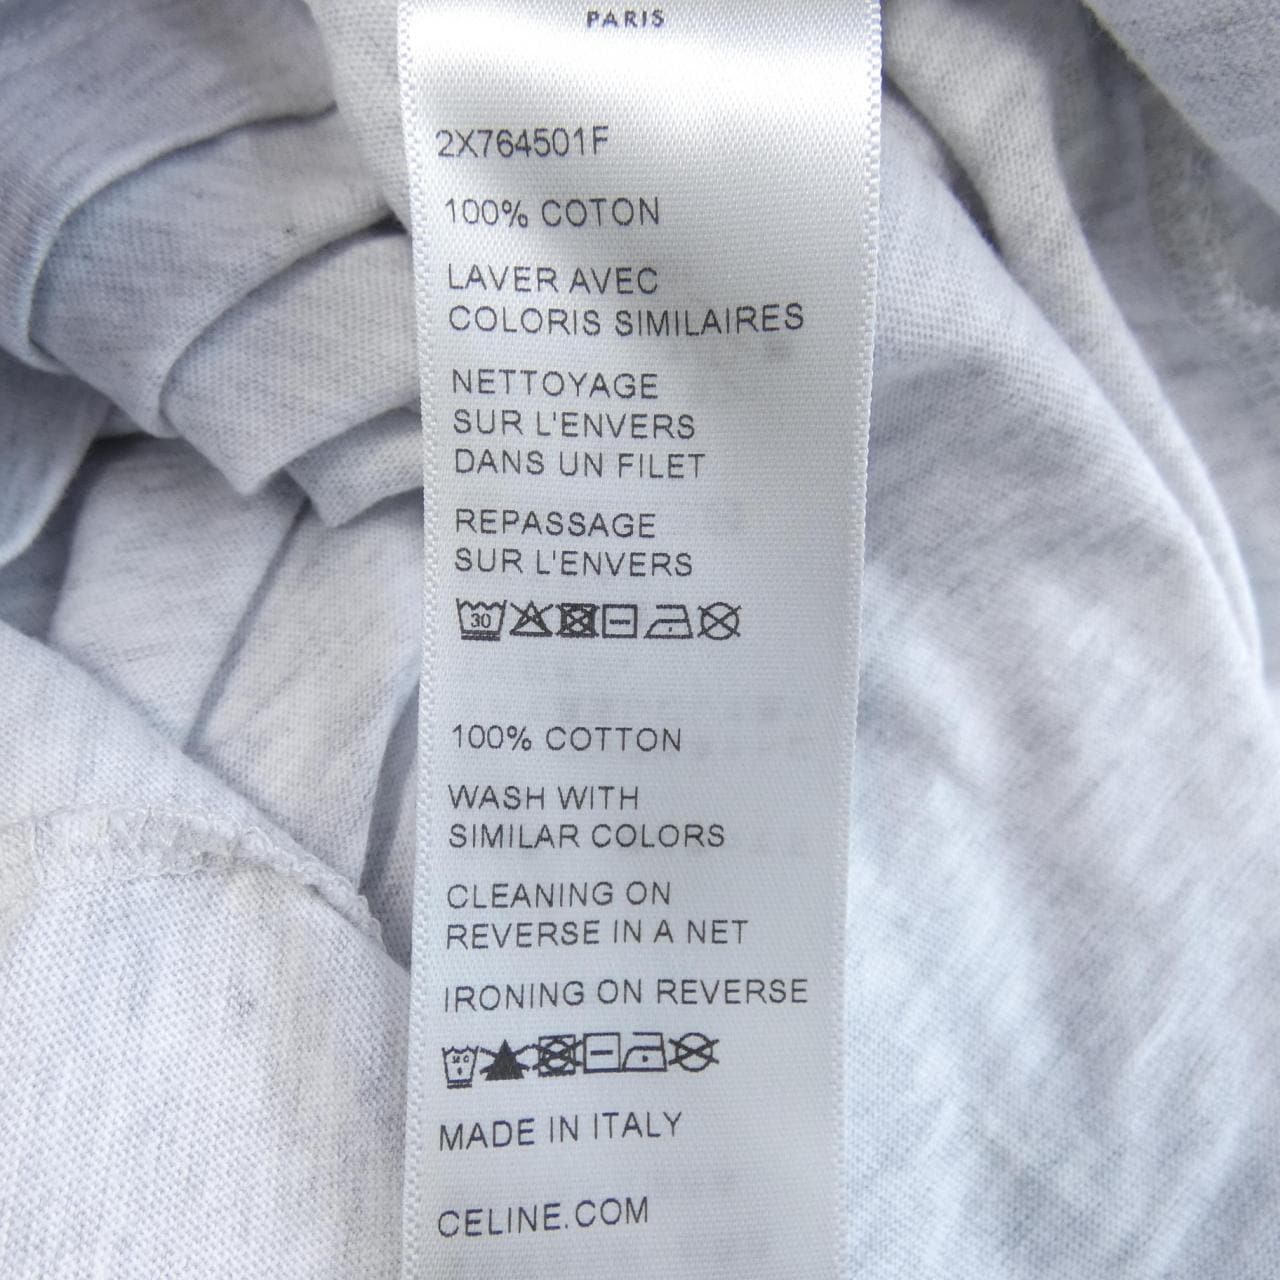 PARIS
2X764501F
100% COTON
LAVER AVEC
COLORIS SIMILAIRES
NETTOYAGE
SUR L'ENVERS
DANS UN FILET
REPASSAGE
SUR L'ENVERS
30
100% COTTON
WASH WITH
SIMILAR COLORS
CLEANING ON
REVERSE IN A NET
IRONING ON REVERSE
MADE IN ITALY
CELINE.COM